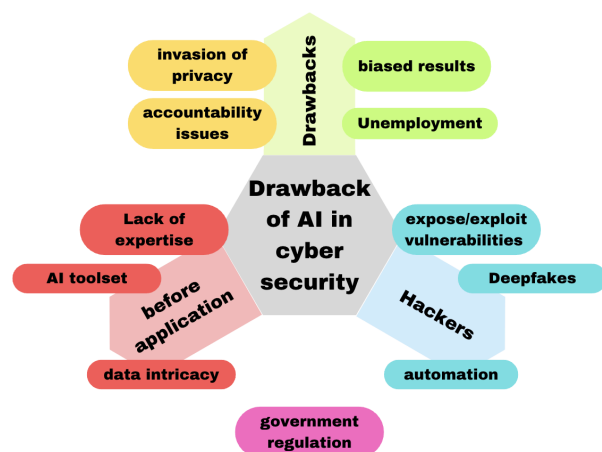 Drawbacks
invasion of
privacy
accountability
issues
biased results
Unemployment
Drawback
of AI in
cyber
security
Lack of
expertise
AI toolset
before
application
data intricacy
expose/exploit
vulnerabilities
Deepfakes
Hackers
automation
government
regulation